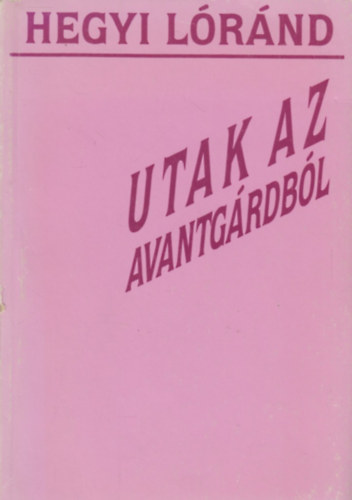 HEGYI LÓRÁND
UTAK AZ
AVANTGÁRDBÓL